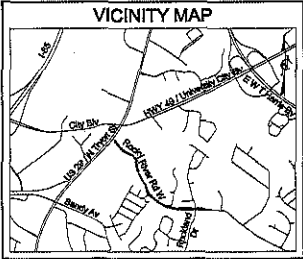 VICINITY MAP
I-85
City Blv
HWY 49 / University City Blv
E W T Harris Blv
US 29 / N Tryon St
Rocky River Rd W
Sandy Av
Rockland Dr